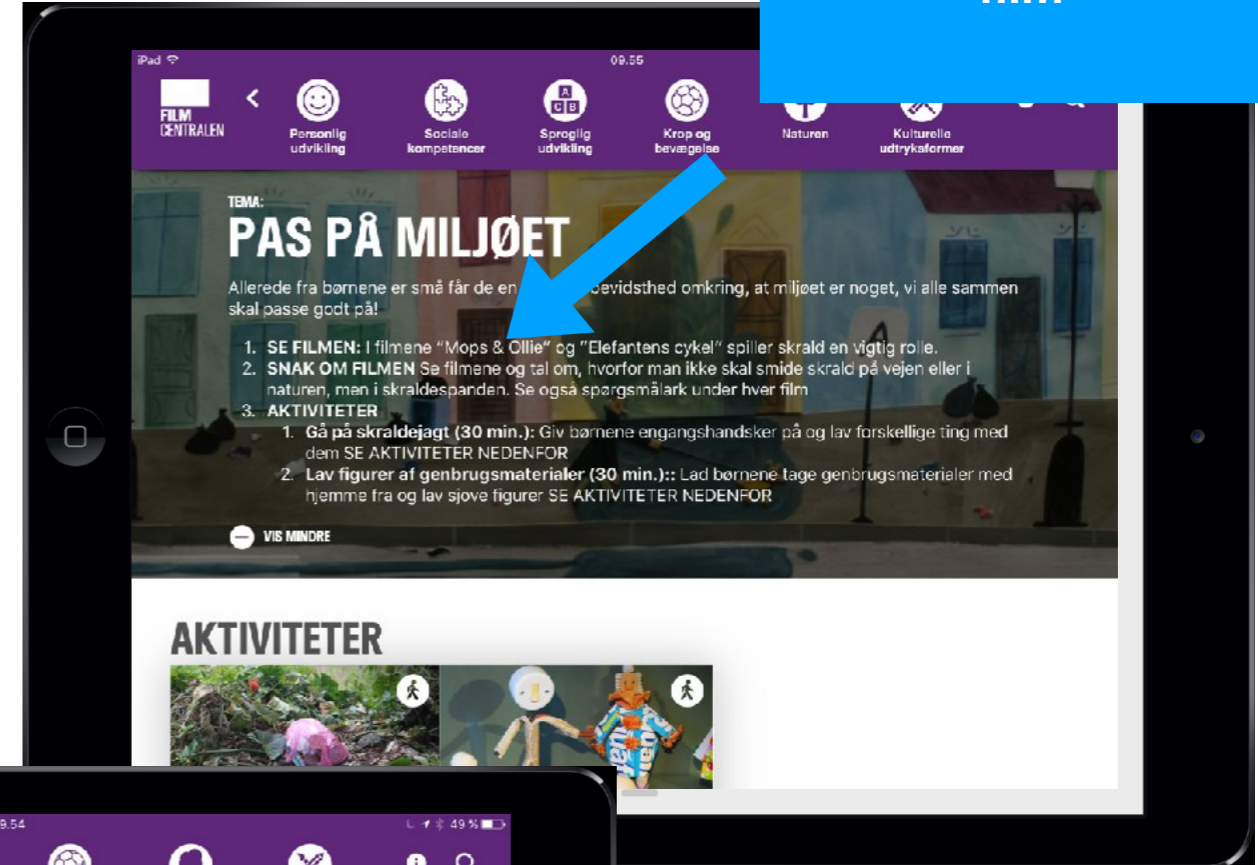 iPad
09.55
FILM
CENTRALEN
Personlig
udvikling
Sociale
kompetencer
Sproglig
udvikling
Krop og
bevægelse
Naturen
Kulturelle
udtryksformer
TEMA:
PAS PÅ MILJØET
Allerede fra børnene er små får de en bevidsthed omkring, at miljøet er noget, vi alle sammen
skal passe godt på!
1. SE FILMEN: I filmene "Mops & Ollie" og "Elefantens cykel" spiller skrald en vigtig rolle.
2. SNAK OM FILMEN Se filmene og tal om, hvorfor man ikke skal smide skrald på vejen eller i
naturen, men i skraldespanden. Se også spørgsmålark under hver film
3. AKTIVITETER
1. Gå på skraldejagt (30 min.): Giv børnene engangshandsker på og lav forskellige ting med
dem SE AKTIVITETER NEDENFOR
2. Lav figurer af genbrugsmaterialer (30 min.):: Lad børnene tage genbrugsmaterialer med
hjemme fra og lav sjove figurer SE AKTIVITETER NEDENFOR
VIS MINDRE
AKTIVITETER
9.54
49 %